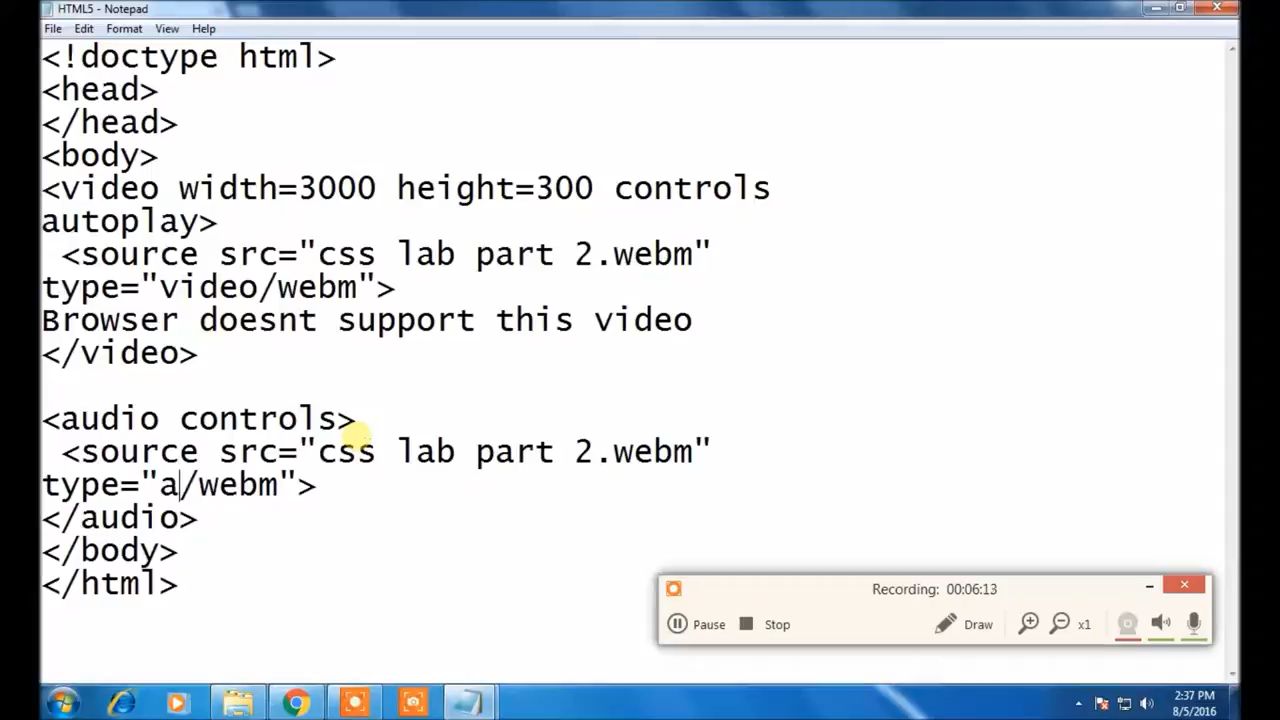 HTML5 - Notepad
File Edit Format View Help
<!doctype html>
<head>
</head>
<body>
<video width=3000 height=300 controls
autoplay>
 <source src="css lab part 2.webm"
type="video/webm">
Browser doesnt support this video
</video>

<audio controls>
 <source src="css lab part 2.webm"
type="a/webm">
</audio>
</body>
</html>
Recording: 00:06:13
Pause Stop Draw x1
2:37 PM
8/5/2016